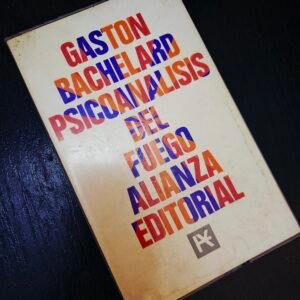 GASTON
BACHELARD
PSICOANALISIS
DEL
FUEGO
ALIANZA
EDITORIAL